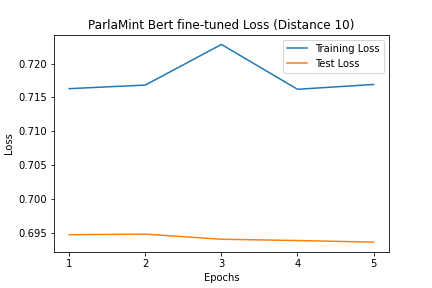 ParlaMint Bert fine-tuned Loss (Distance 10)
Training Loss
Test Loss
0.720
0.715
0.710
0.705
0.700
0.695
Loss
1 2 3 4 5
Epochs